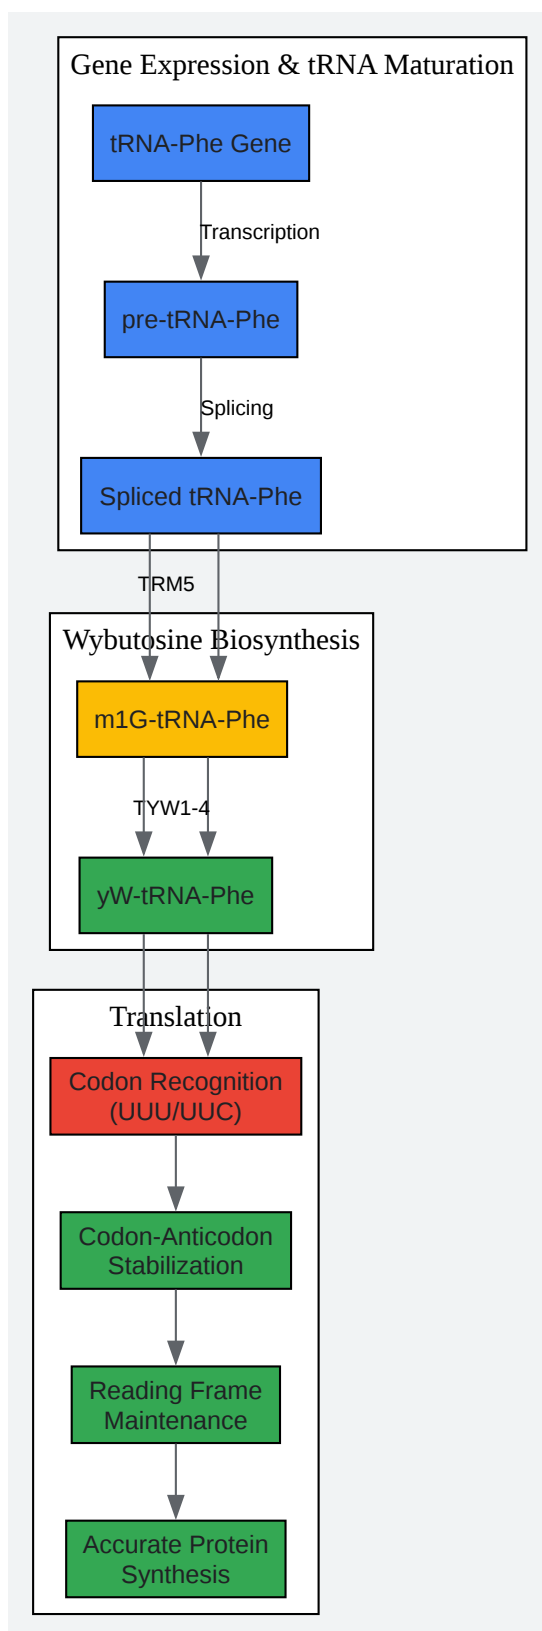 Gene Expression & tRNA Maturation
tRNA-Phe Gene
Transcription
pre-tRNA-Phe
Splicing
Spliced tRNA-Phe
TRM5
Wybutosine Biosynthesis
m1G-tRNA-Phe
TYW1-4
yW-tRNA-Phe
Translation
Codon Recognition
(UUU/UUC)
Codon-Anticodon
Stabilization
Reading Frame
Maintenance
Accurate Protein
Synthesis